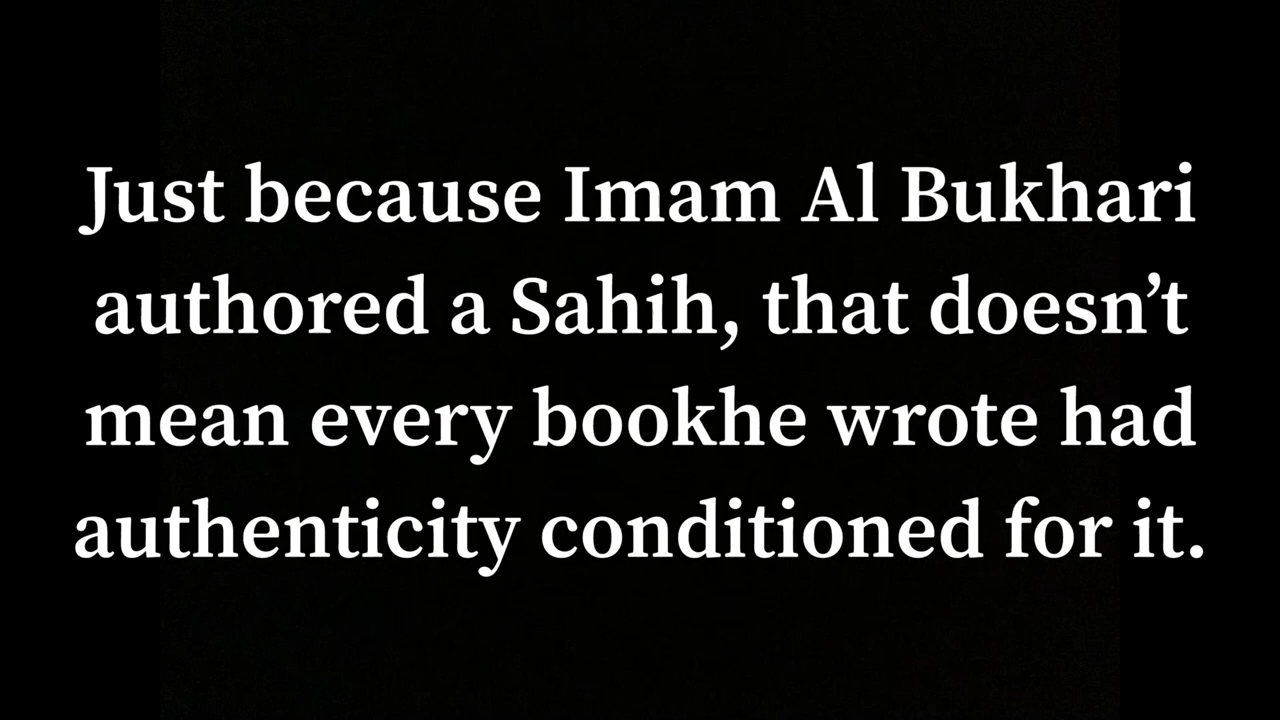 Just because Imam Al Bukhari
authored a Sahih, that doesn’t
mean every bookhe wrote had
authenticity conditioned for it.